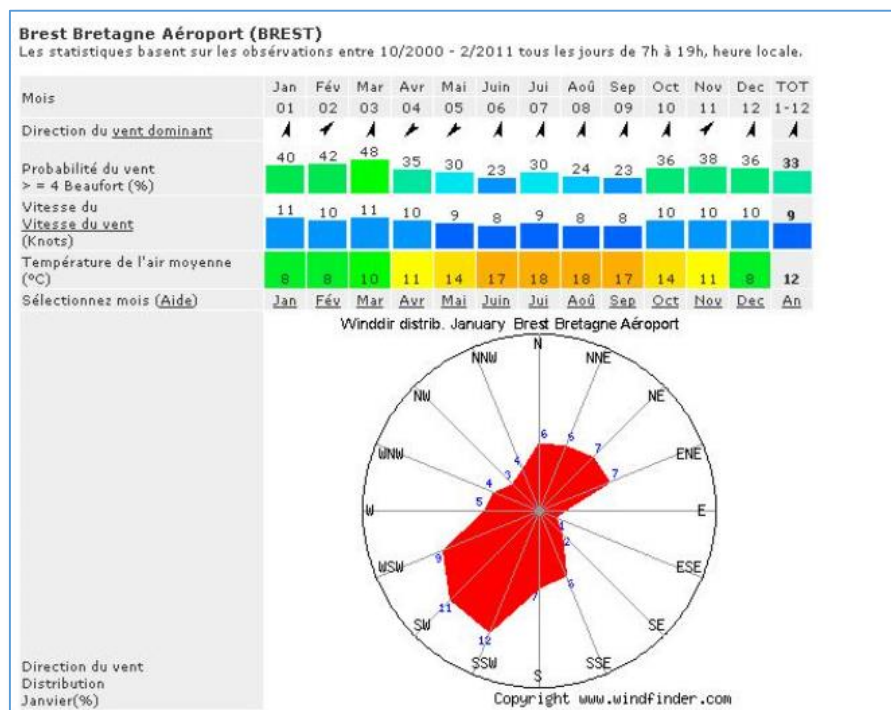 Brest Bretagne Aéroport (BREST)
Les statistiques basent sur les obsérvations entre 10/2000 - 2/2011 tous les jours de 7h à 19h, heure locale.
Mois
Jan Fév Mar Avr Mai Juin Jui Aoû Sep Oct Nov Dec TOT
01 02 03 04 05 06 07 08 09 10 11 12 1-12
Direction du vent dominant
Probabilité du vent
> = 4 Beaufort (%)
40 42 48 35 30 23 30 24 23 36 38 36 33
Vitesse du
Vitesse du vent
(Knots)
11 10 11 10 9 8 9 8 8 10 10 10 9
Température de l'air moyenne
(°C)
8 8 10 11 14 17 18 18 17 14 11 8 12
Sélectionnez mois (Aide) Jan Fév Mar Avr Mai Juin Jui Aoû Sep Oct Nov Dec An
Winddir distrib. January Brest Bretagne Aéroport
N
NNW NNE
NW NE
WNW ENE
W E
WSW ESE
SW SE
SSW SSE
S
6
4 6 7
3 7
4
5
1
2
9
6
11 7
12
Direction du vent
Distribution
Janvier(%)
Copyright www.windfinder.com